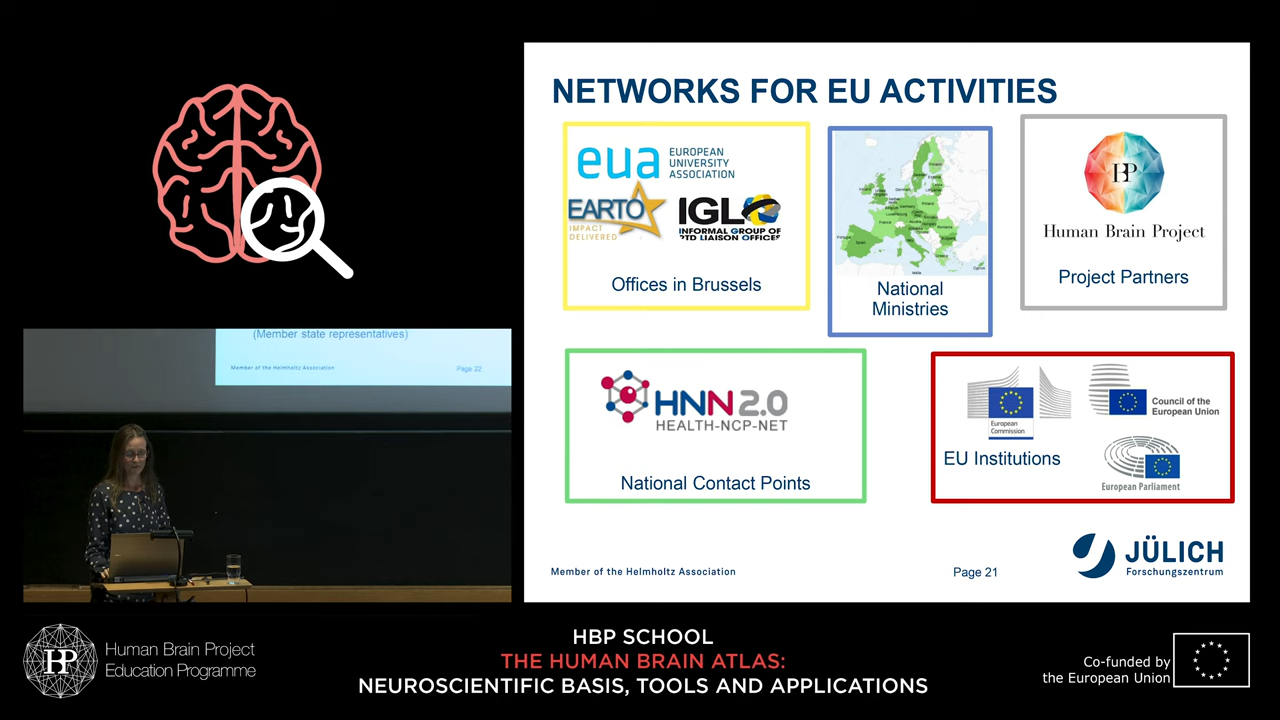 NETWORKS FOR EU ACTIVITIES
eua
EUROPEAN
UNIVERSITY
ASSOCIATION
EARTO
IMPACT
DELIVERED
IGLO
INFORMAL GROUP OF
RTD LIAISON OFFICES
Offices in Brussels
National
Ministries
HP
Human Brain Project
Project Partners
HNN 2.0
HEALTH-NCP-NET
National Contact Points
European
Commission
Council of the
European Union
EU Institutions
European Parliament
Member of the Helmholtz Association
Page 21
JÜLICH
Forschungszentrum
(Member state representatives)
Member of the Helmholtz Association
Page 22
HP
Human Brain Project
Education Programme
HBP SCHOOL
THE HUMAN BRAIN ATLAS:
NEUROSCIENTIFIC BASIS, TOOLS AND APPLICATIONS
Co-funded by
the European Union